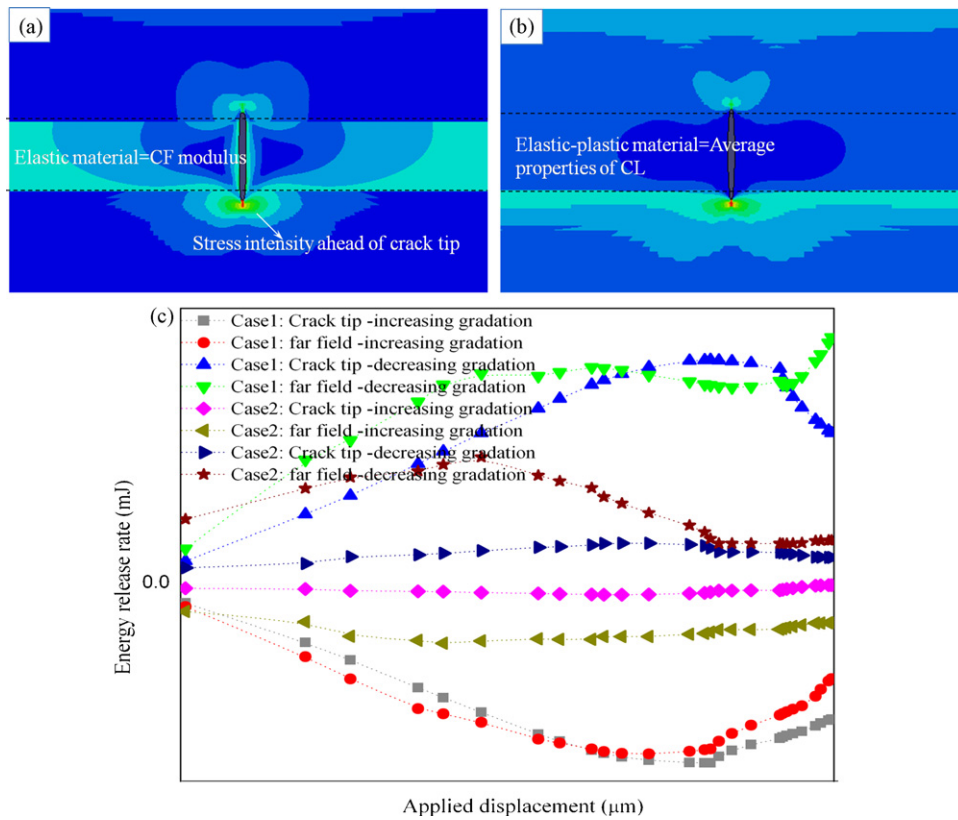 (a)
Elastic material=CF modulus
Stress intensity ahead of crack tip
(b)
Elastic-plastic material=Average
properties of CL
(c)
Case1: Crack tip -increasing gradation
Case1: far field -increasing gradation
Case1: Crack tip -decreasing gradation
Case1: far field -decreasing gradation
Case2: Crack tip -increasing gradation
Case2: far field -increasing gradation
Case2: Crack tip -decreasing gradation
Case2: far field -decreasing gradation
Energy release rate (mJ)
0.0
Applied displacement (μm)